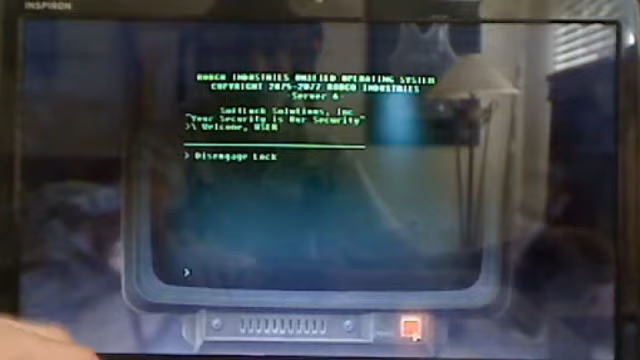 INSPIRON
ROBCO INDUSTRIES UNIFIED OPERATING SYSTEM
COPYRIGHT 2075-2077 ROBCO INDUSTRIES
-Server 6-
Solutions, Inc
"Your Security is Our Security"
>\ Welcome, USER
> Disengage Lock
>